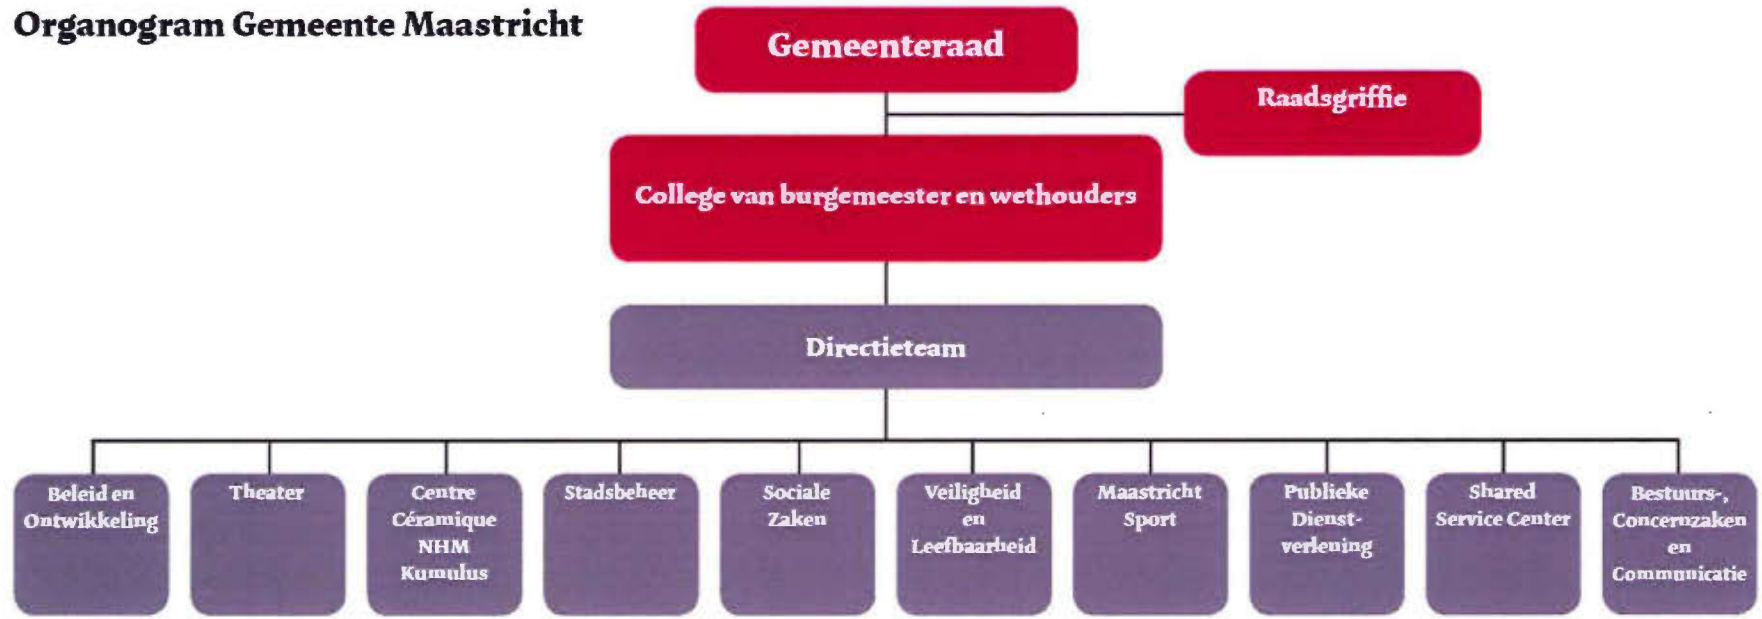 Organogram Gemeente Maastricht
Gemeenteraad
Raadsgriffie
College van burgemeester en wethouders
Directieteam
Beleid en
Ontwikkeling
Theater
Centre
Céramique
NHM
Kumulus
Stadsbeheer
Sociale
Zaken
Veiligheid
en
Leefbaarheid
Maastricht
Sport
Publieke
Dienst-
verlening
Shared
Service Center
Bestuurs-,
Concernzaken
en
Communicatie